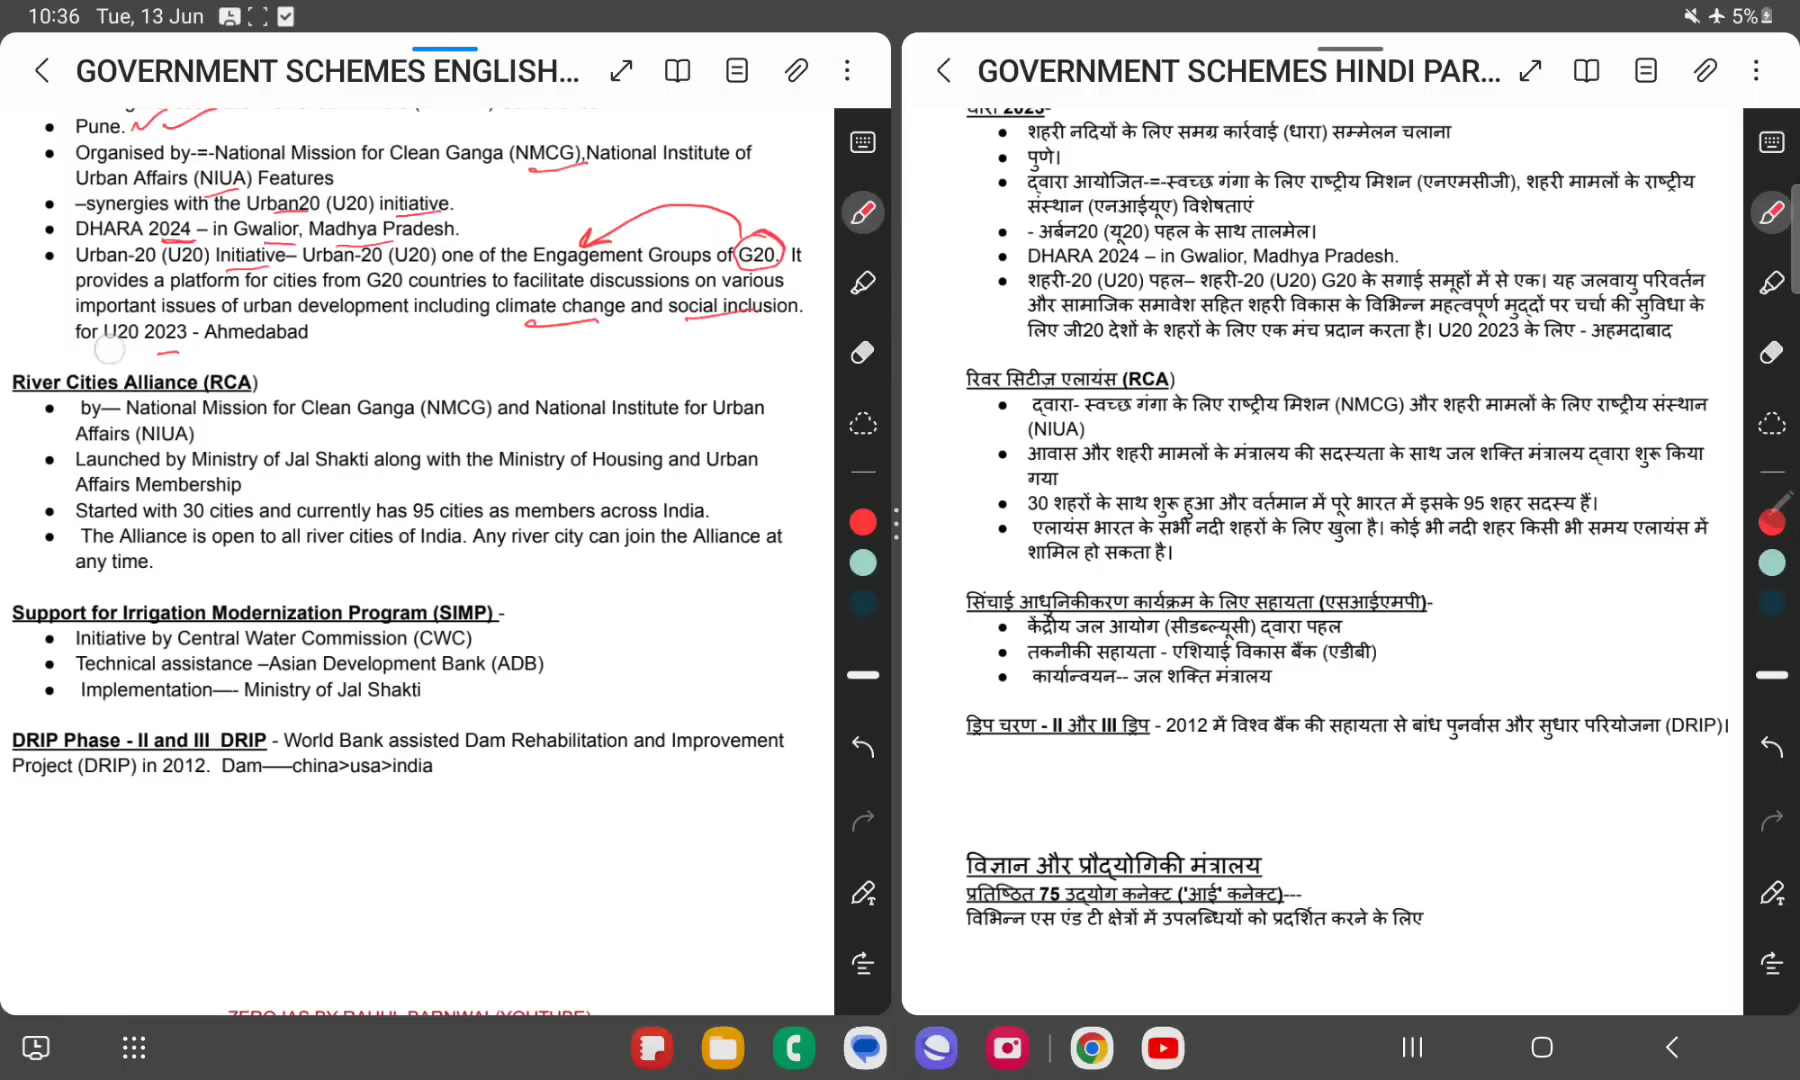 10:36 Tue, 13 Jun
5%
GOVERNMENT SCHEMES ENGLISH...
Pune.
Organised by-=-National Mission for Clean Ganga (NMCG),National Institute of
Urban Affairs (NIUA) Features
–synergies with the Urban20 (U20) initiative.
DHARA 2024 – in Gwalior, Madhya Pradesh.
Urban-20 (U20) Initiative– Urban-20 (U20) one of the Engagement Groups of G20. It
provides a platform for cities from G20 countries to facilitate discussions on various
important issues of urban development including climate change and social inclusion.
for U20 2023 - Ahmedabad
River Cities Alliance (RCA)
by— National Mission for Clean Ganga (NMCG) and National Institute for Urban
Affairs (NIUA)
Launched by Ministry of Jal Shakti along with the Ministry of Housing and Urban
Affairs Membership
Started with 30 cities and currently has 95 cities as members across India.
The Alliance is open to all river cities of India. Any river city can join the Alliance at
any time.
Support for Irrigation Modernization Program (SIMP) -
Initiative by Central Water Commission (CWC)
Technical assistance –Asian Development Bank (ADB)
Implementation—- Ministry of Jal Shakti
DRIP Phase - II and III DRIP - World Bank assisted Dam Rehabilitation and Improvement
Project (DRIP) in 2012. Dam——china>usa>india
ZERO IAS BY RAHUL BARNWAL(YOUTUBE)
GOVERNMENT SCHEMES HINDI PAR...
धारा 2023-
शहरी नदियों के लिए समग्र कार्रवाई (धारा) सम्मेलन चलाना
पुणे।
द्वारा आयोजित-=-स्वच्छ गंगा के लिए राष्ट्रीय मिशन (एनएमसीजी), शहरी मामलों के राष्ट्रीय
संस्थान (एनआईयूए) विशेषताएं
- अर्बन20 (यू20) पहल के साथ तालमेल।
DHARA 2024 – in Gwalior, Madhya Pradesh.
शहरी-20 (U20) पहल– शहरी-20 (U20) G20 के सगाई समूहों में से एक। यह जलवायु परिवर्तन
और सामाजिक समावेश सहित शहरी विकास के विभिन्न महत्वपूर्ण मुद्दों पर चर्चा की सुविधा के
लिए जी20 देशों के शहरों के लिए एक मंच प्रदान करता है। U20 2023 के लिए - अहमदाबाद
रिवर सिटीज़ एलायंस (RCA)
द्वारा- स्वच्छ गंगा के लिए राष्ट्रीय मिशन (NMCG) और शहरी मामलों के लिए राष्ट्रीय संस्थान
(NIUA)
आवास और शहरी मामलों के मंत्रालय की सदस्यता के साथ जल शक्ति मंत्रालय द्वारा शुरू किया
गया
30 शहरों के साथ शुरू हुआ और वर्तमान में पूरे भारत में इसके 95 शहर सदस्य हैं।
एलायंस भारत के सभी नदी शहरों के लिए खुला है। कोई भी नदी शहर किसी भी समय एलायंस में
शामिल हो सकता है।
सिंचाई आधुनिकीकरण कार्यक्रम के लिए सहायता (एसआईएमपी)-
केंद्रीय जल आयोग (सीडब्ल्यूसी) द्वारा पहल
तकनीकी सहायता - एशियाई विकास बैंक (एडीबी)
कार्यान्वयन-- जल शक्ति मंत्रालय
ड्रिप चरण - II और III ड्रिप - 2012 में विश्व बैंक की सहायता से बांध पुनर्वास और सुधार परियोजना (DRIP)।
विज्ञान और प्रौद्योगिकी मंत्रालय
प्रतिष्ठित 75 उद्योग कनेक्ट ('आई' कनेक्ट)---
विभिन्न एस एंड टी क्षेत्रों में उपलब्धियों को प्रदर्शित करने के लिए